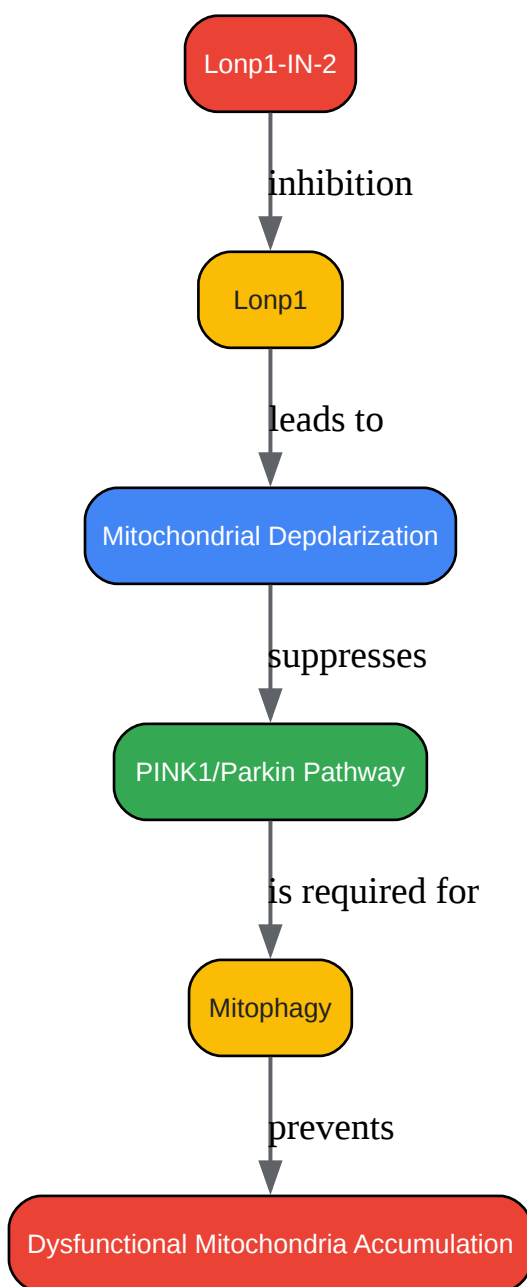 Lonp1-IN-2
inhibition
Lonp1
leads to
Mitochondrial Depolarization
suppresses
PINK1/Parkin Pathway
is required for
Mitophagy
prevents
Dysfunctional Mitochondria Accumulation